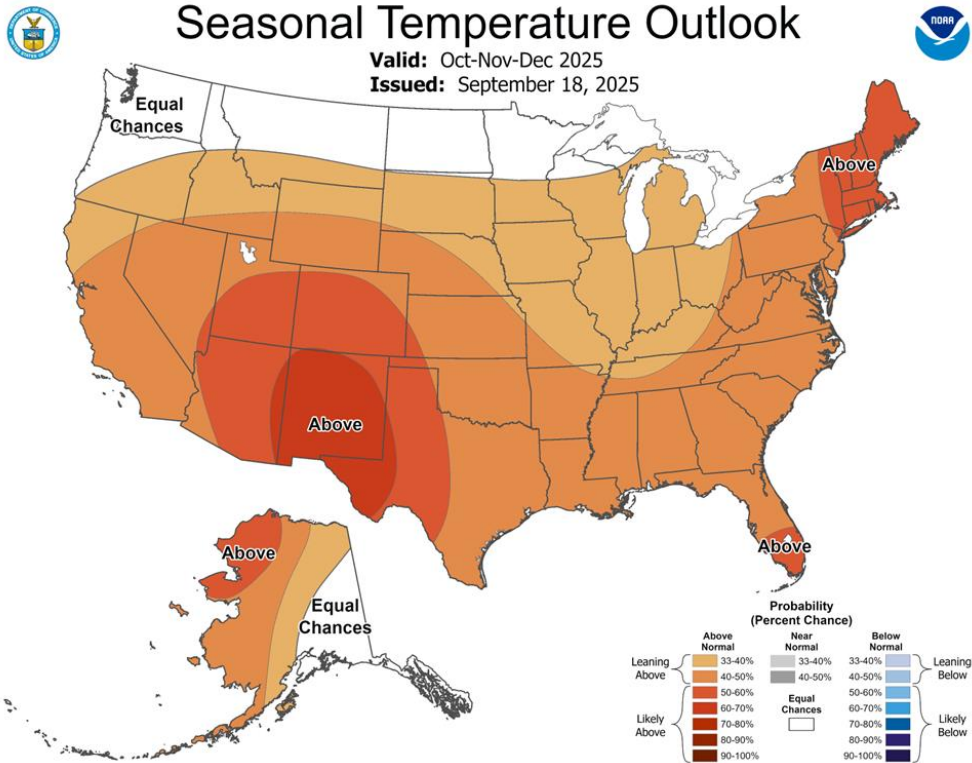 Seasonal Temperature Outlook
Valid: Oct-Nov-Dec 2025
Issued: September 18, 2025
NOAA
Equal
Chances
Above
Above
Above
Above
Equal
Chances
Probability
(Percent Chance)
Above
Normal
Near
Normal
Below
Normal
Leaning
Above
33-40%
40-50%
33-40%
40-50%
33-40%
40-50%
Leaning
Below
Likely
Above
50-60%
60-70%
70-80%
80-90%
90-100%
Equal
Chances
50-60%
60-70%
70-80%
80-90%
90-100%
Likely
Below